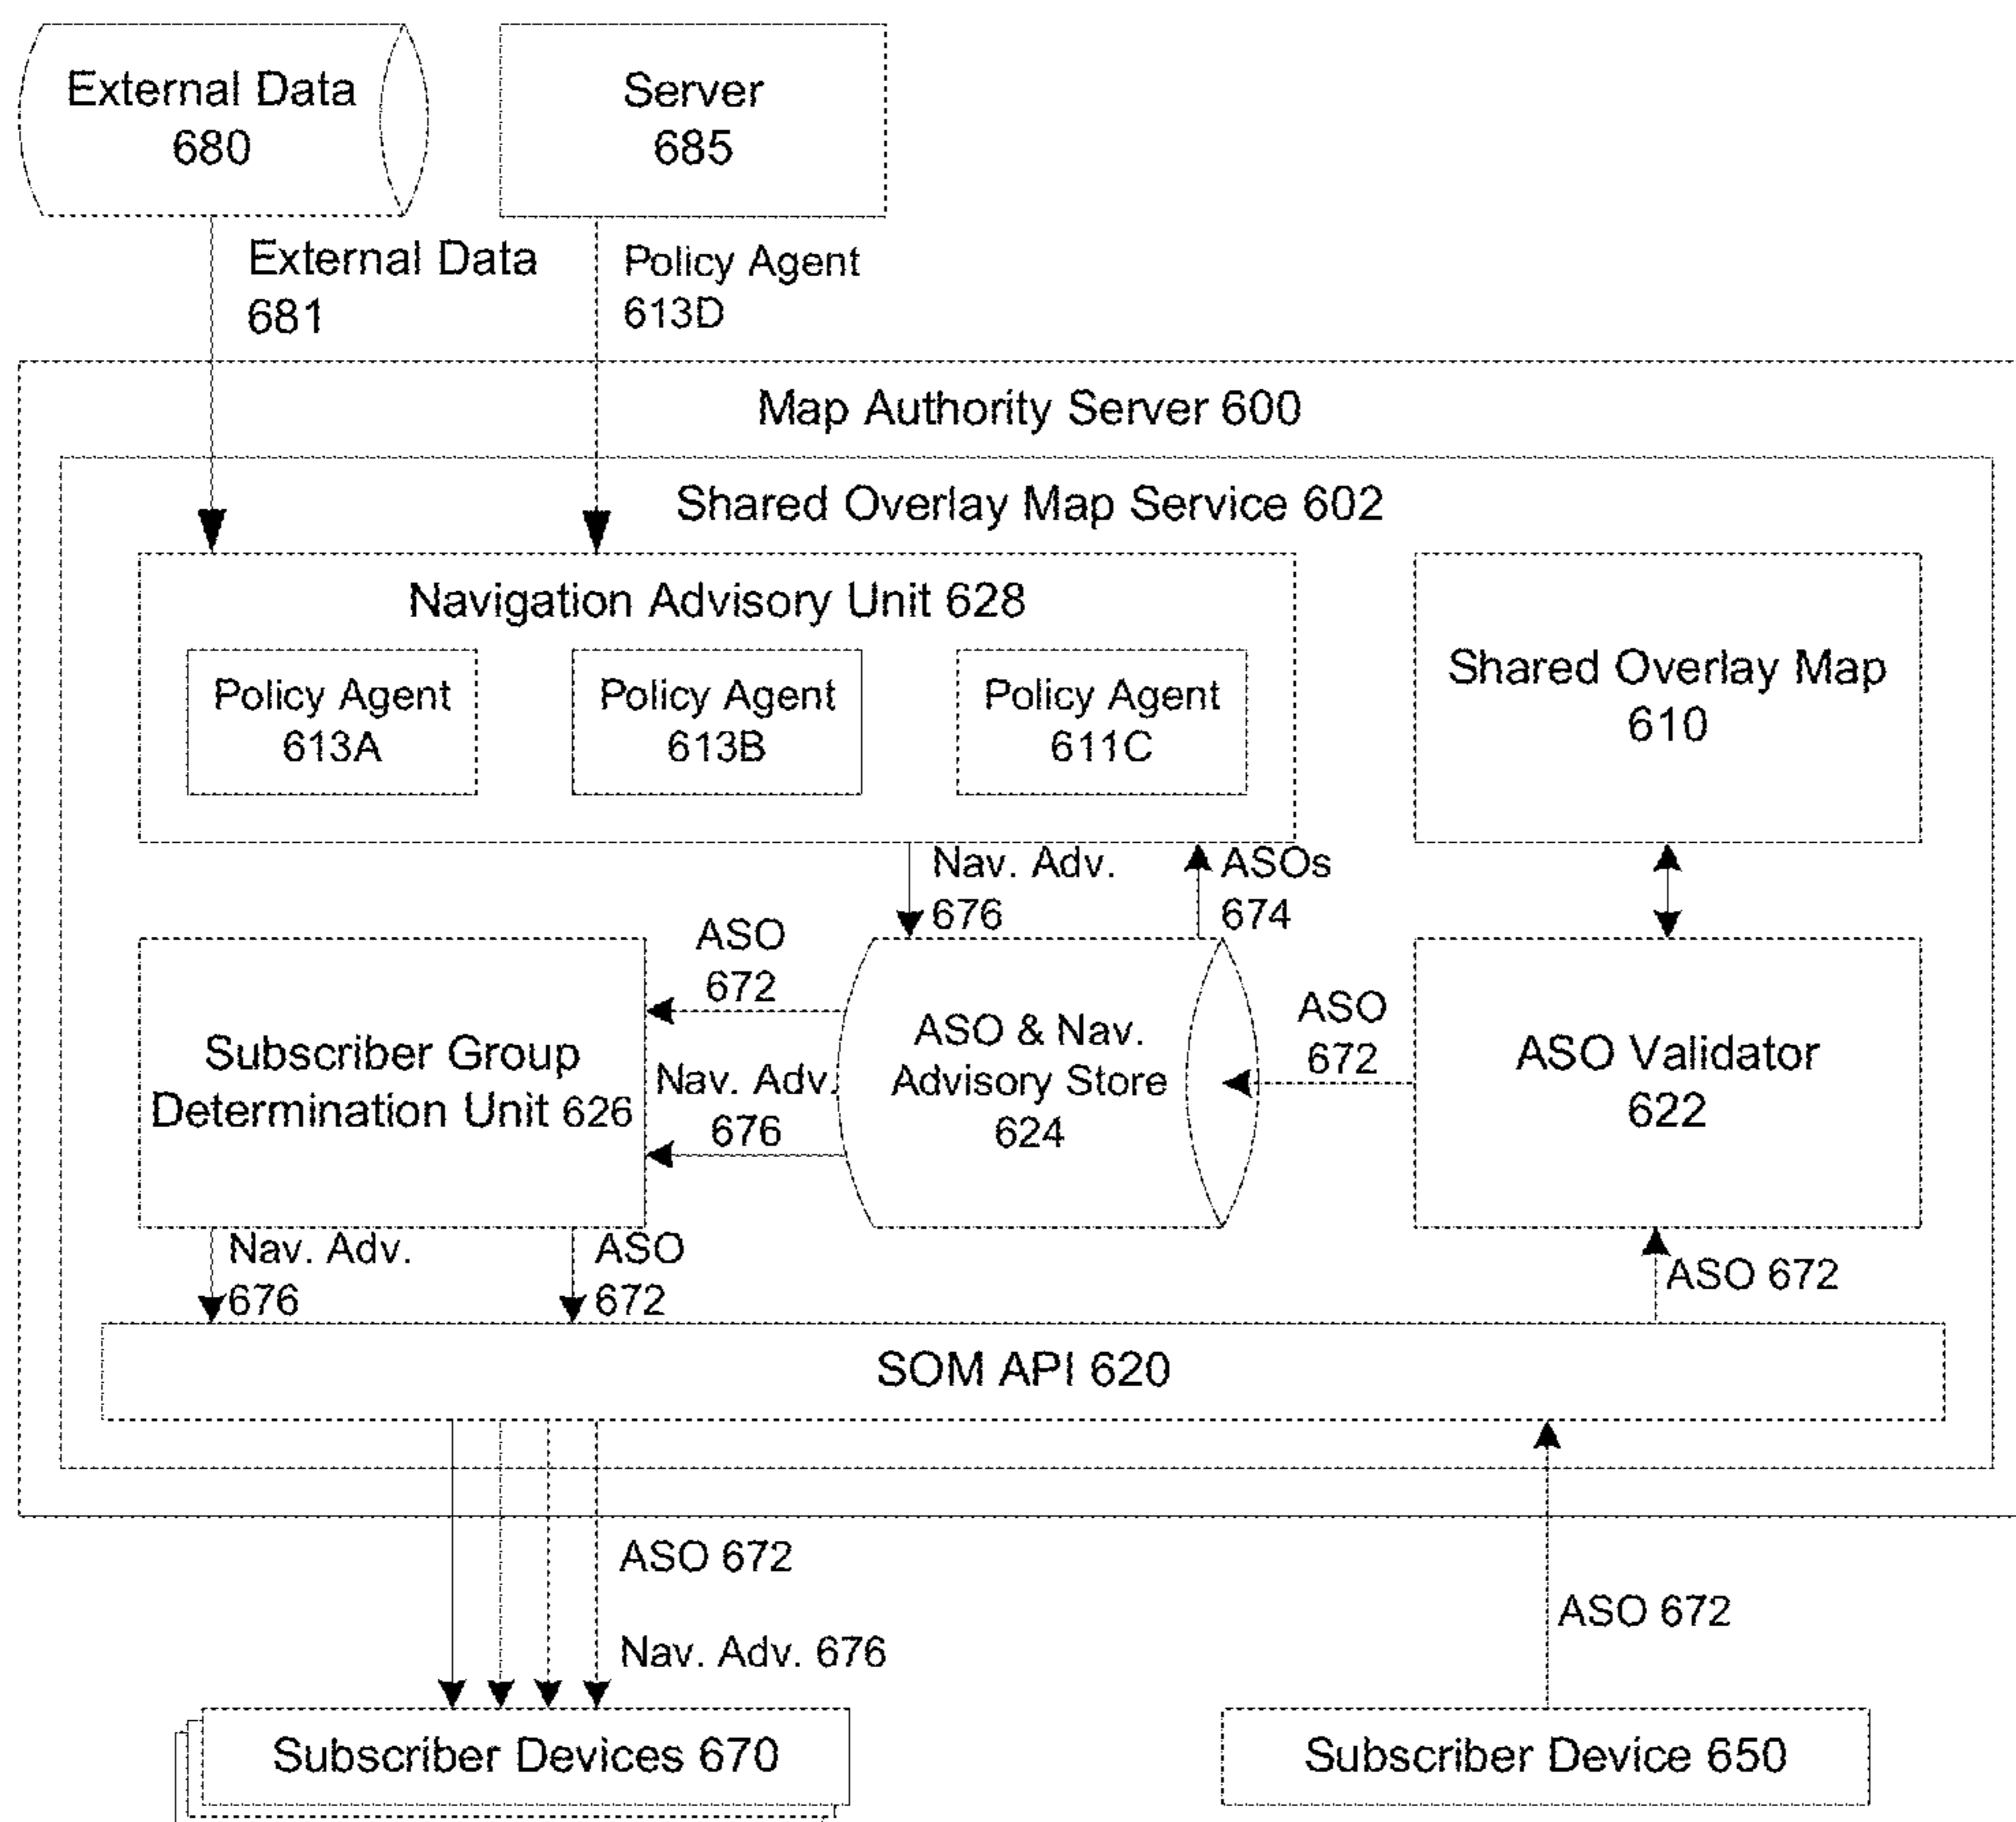 External Data
680
Server
685
External Data
681
Policy Agent
613D
Map Authority Server 600
Shared Overlay Map Service 602
Navigation Advisory Unit 628
Policy Agent
613A
Policy Agent
613B
Policy Agent
611C
Shared Overlay Map
610
Nav. Adv.
676
ASOs
674
ASO
672
Nav. Adv.
676
Subscriber Group
Determination Unit 626
ASO & Nav.
Advisory Store
624
ASO
672
ASO Validator
622
Nav. Adv.
676
ASO
672
ASO 672
SOM API 620
ASO 672
Nav. Adv. 676
ASO 672
Subscriber Devices 670
Subscriber Device 650